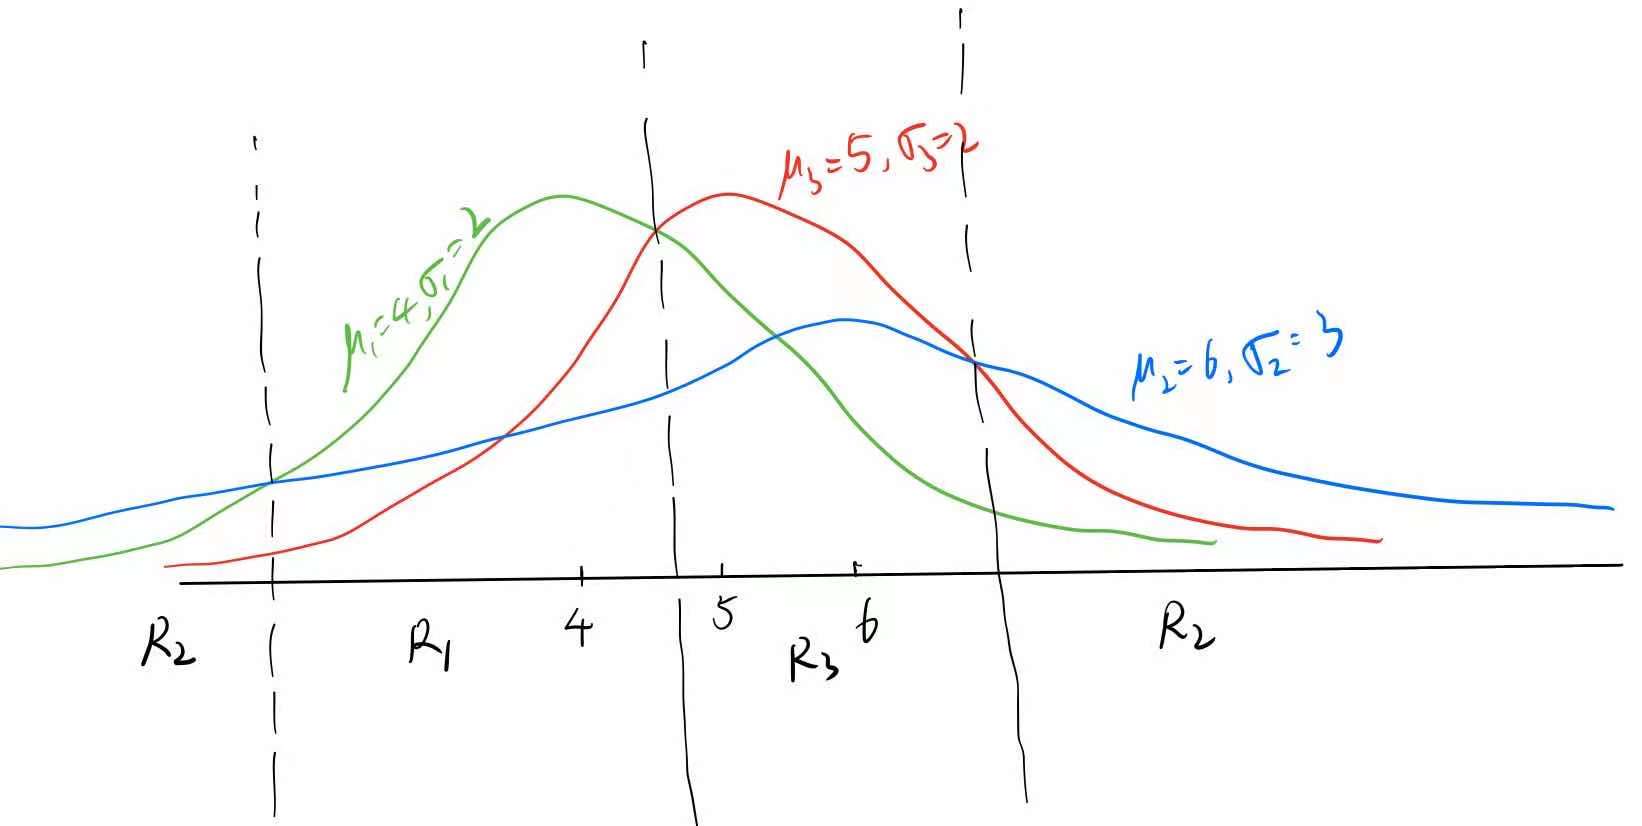 μ₃=5, σ₃=2
μ₁=4, σ₁=2
μ₂=6, σ₂=3
4 5 6
R₂ R₁ R₃ R₂